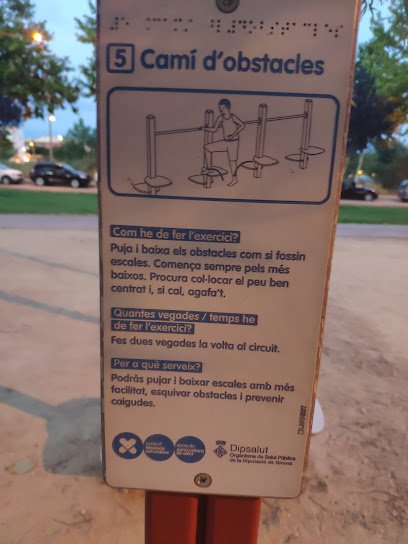 5 Camí d'obstacles
Com he de fer l'exercici?
Puja i baixa els obstacles com si fossin
escales. Comença sempre pels més
baixos. Procura col·locar el peu ben
centrat i, si cal, agafa't.
Quantes vegades / temps he
de fer l'exercici?
Fes dues vegades la volta al circuit.
Per a què serveix?
Podràs pujar i baixar escales amb més
facilitat, esquivar obstacles i prevenir
caigudes.
Dipsalut
Organisme de Salut Pública
de la Diputació de Girona